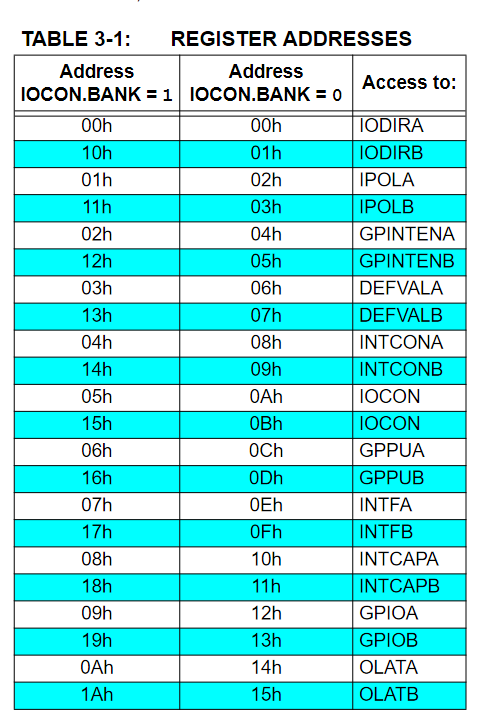 TABLE 3-1: REGISTER ADDRESSES
Address IOCON.BANK = 1 Address IOCON.BANK = 0 Access to:
00h 00h IODIRA
10h 01h IODIRB
01h 02h IPOLA
11h 03h IPOLB
02h 04h GPINTENA
12h 05h GPINTENB
03h 06h DEFVALA
13h 07h DEFVALB
04h 08h INTCONA
14h 09h INTCONB
05h 0Ah IOCON
15h 0Bh IOCON
06h 0Ch GPPUA
16h 0Dh GPPUB
07h 0Eh INTFA
17h 0Fh INTFB
08h 10h INTCAPA
18h 11h INTCAPB
09h 12h GPIOA
19h 13h GPIOB
0Ah 14h OLATA
1Ah 15h OLATB